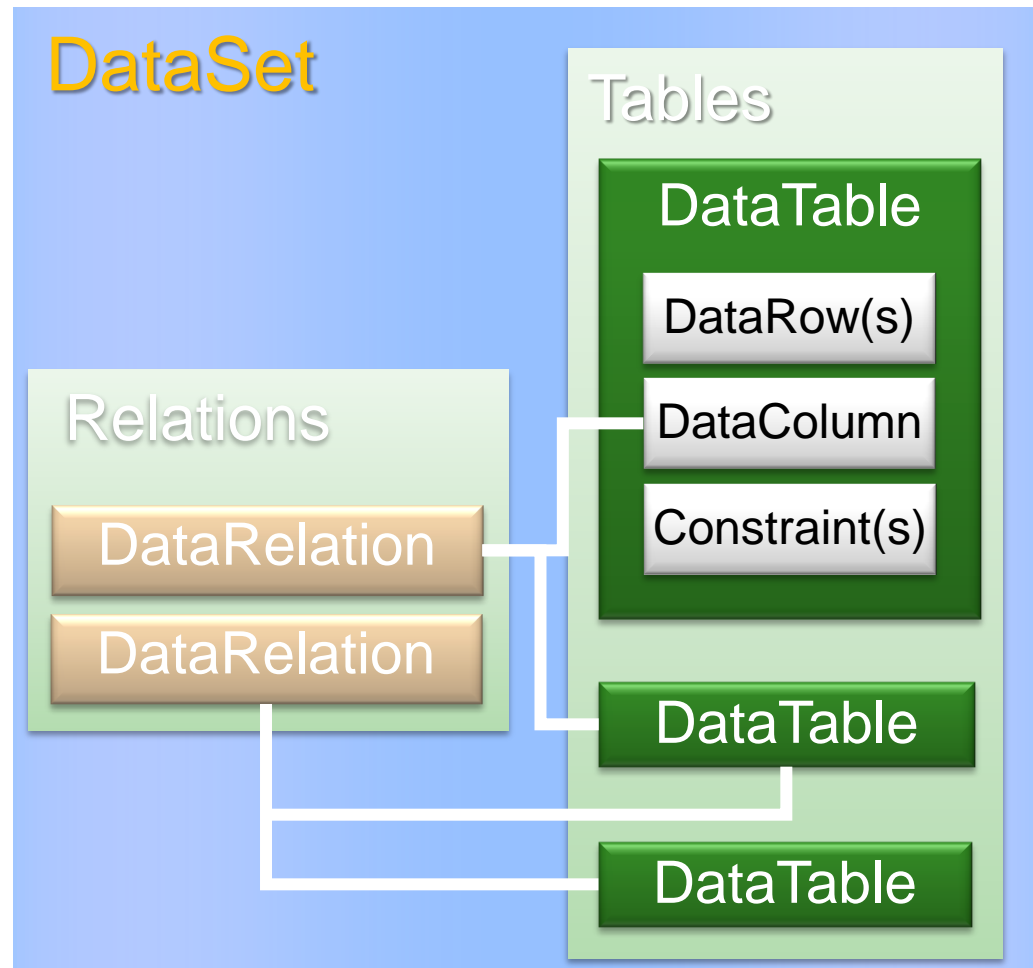 DataSet
Tables
DataTable
DataRow(s)
DataColumn
Constraint(s)
Relations
DataRelation
DataRelation
DataTable
DataTable